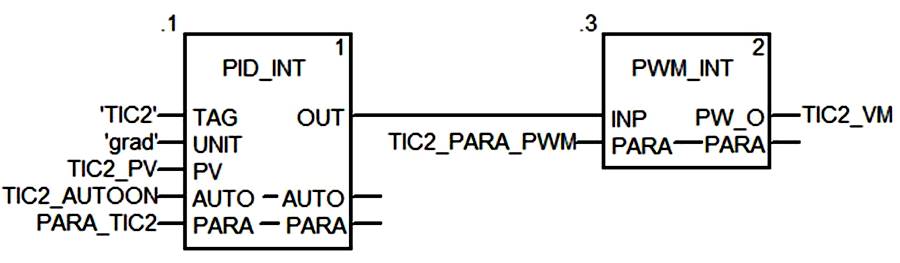 .1
1
PID_INT
'TIC2' TAG OUT
'grad' UNIT
TIC2_PV PV
TIC2_AUTOON AUTO AUTO
PARA_TIC2 PARA PARA
.3
2
PWM_INT
INP PW_O TIC2_VM
TIC2_PARA_PWM PARA PARA